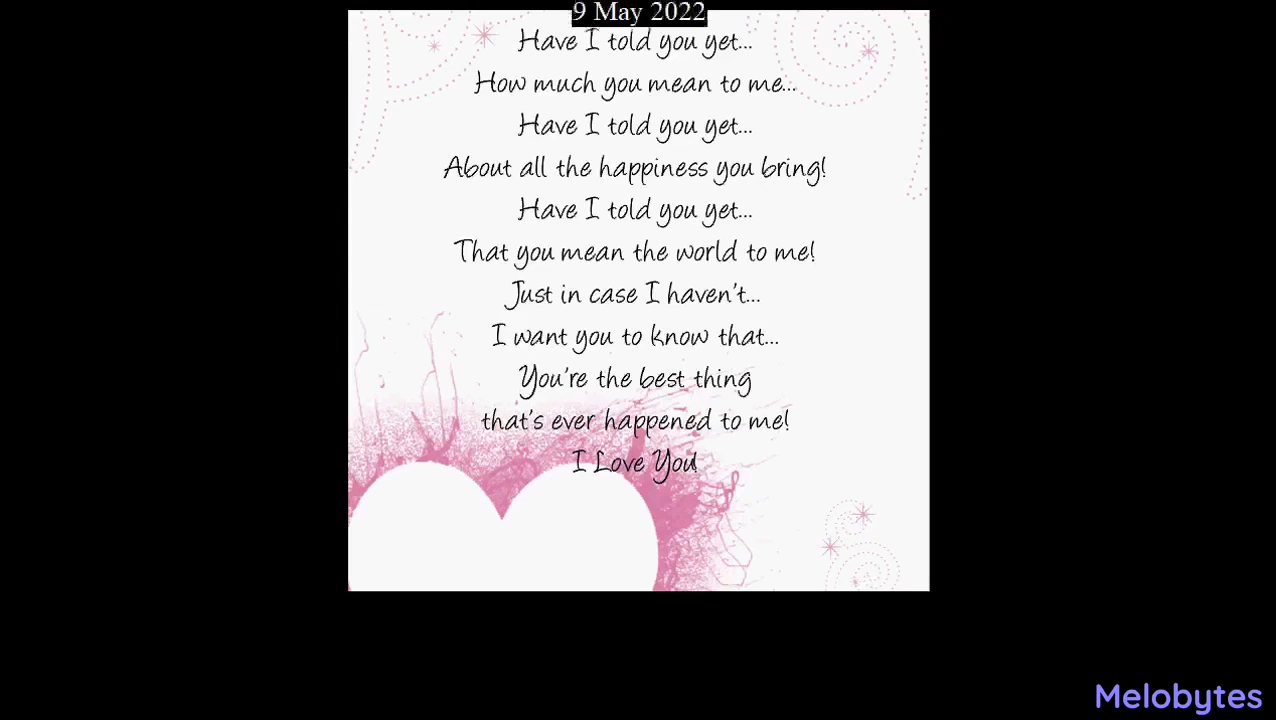 9 May 2022
Have I told you yet...
How much you mean to me...
Have I told you yet...
About all the happiness you bring!
Have I told you yet...
That you mean the world to me!
Just in case I haven't...
I want you to know that...
You're the best thing
that's ever happened to me!
I Love You
Melobytes